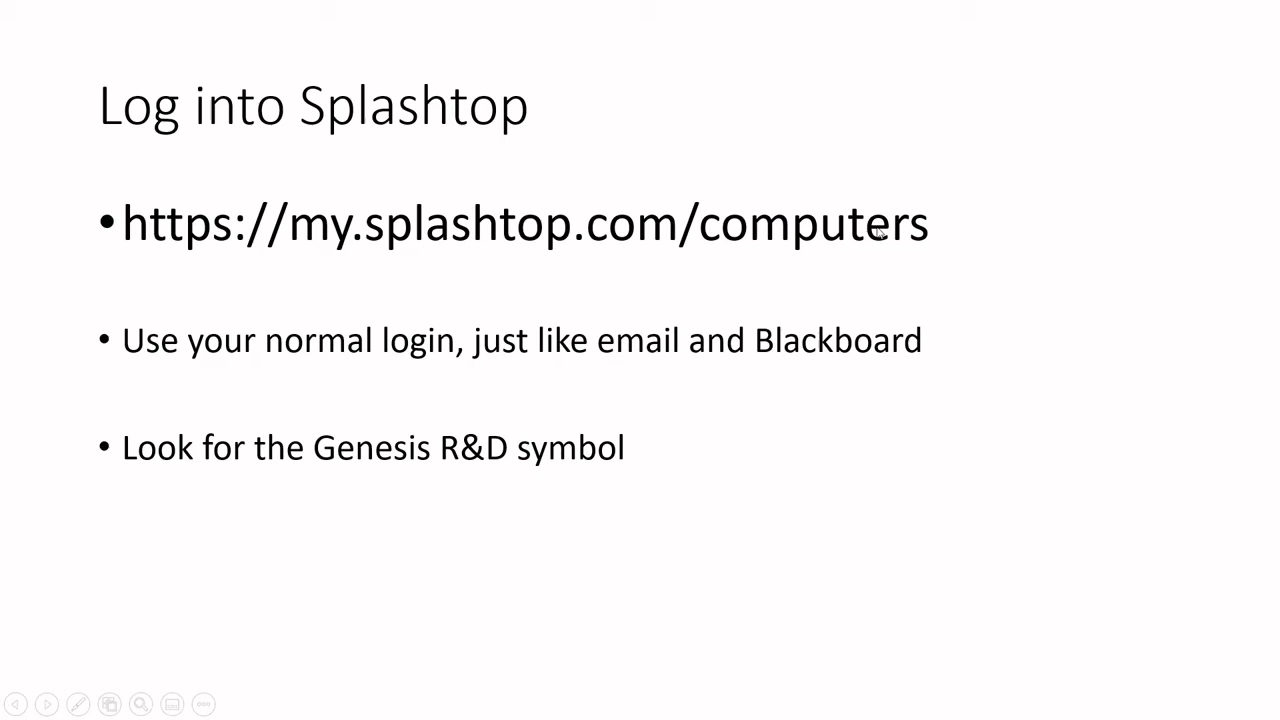 Log into Splashtop
•https://my.splashtop.com/computers
• Use your normal login, just like email and Blackboard
• Look for the Genesis R&D symbol